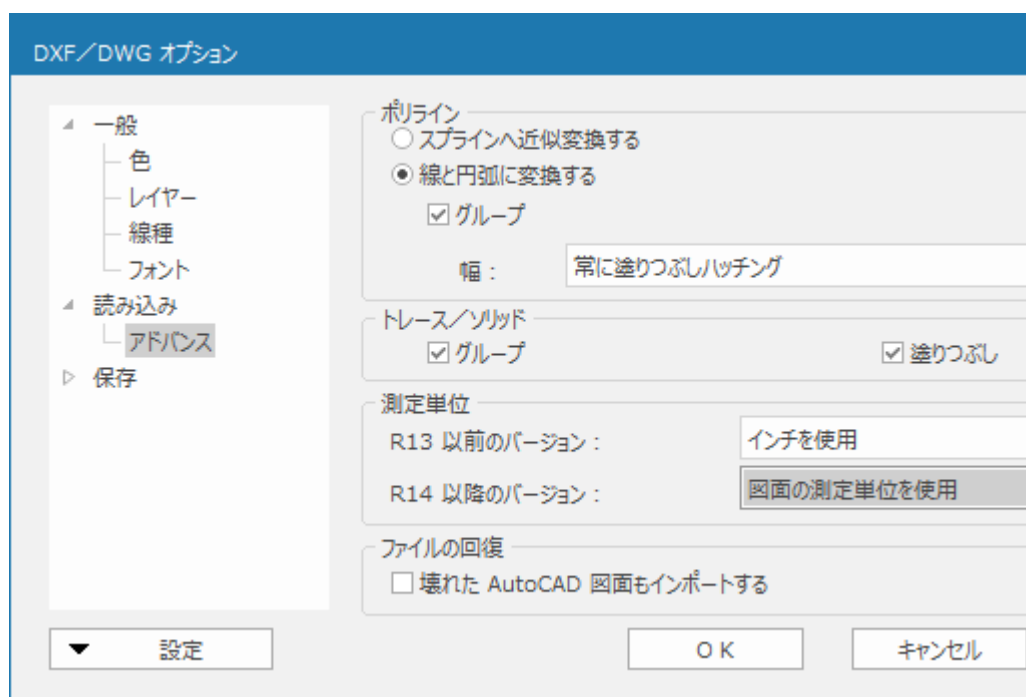 DXF／DWG オプション
一般
色
レイヤー
線種
フォント
読み込み
アドバンス
保存
ポリライン
スプラインへ近似変換する
線と円弧に変換する
グループ
幅：
常に塗りつぶしハッチング
トレース／ソリッド
グループ
塗りつぶし
測定単位
R13 以前のバージョン：
インチを使用
R14 以降のバージョン：
図面の測定単位を使用
ファイルの回復
壊れた AutoCAD 図面もインポートする
設定
ＯＫ
キャンセル